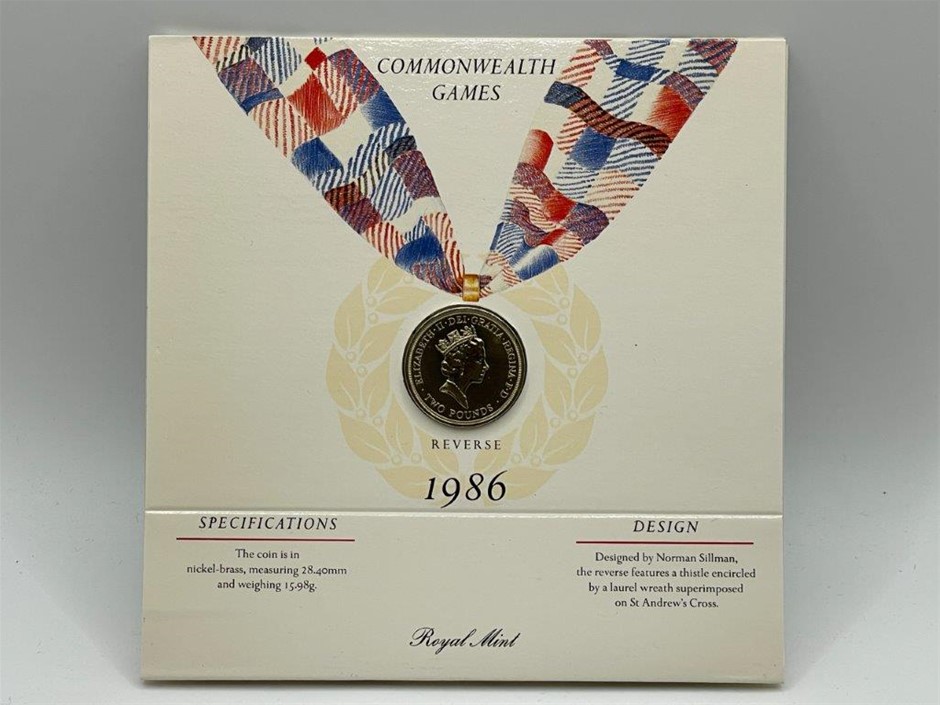 COMMONWEALTH
GAMES
ELIZABETH·II·DEI·GRATIA·REGINA·F·D·
TWO POUNDS
REVERSE
1986
SPECIFICATIONS
The coin is in
nickel-brass, measuring 28.40mm
and weighing 15.98g.
DESIGN
Designed by Norman Sillman,
the reverse features a thistle encircled
by a laurel wreath superimposed
on St Andrew's Cross.
Royal Mint